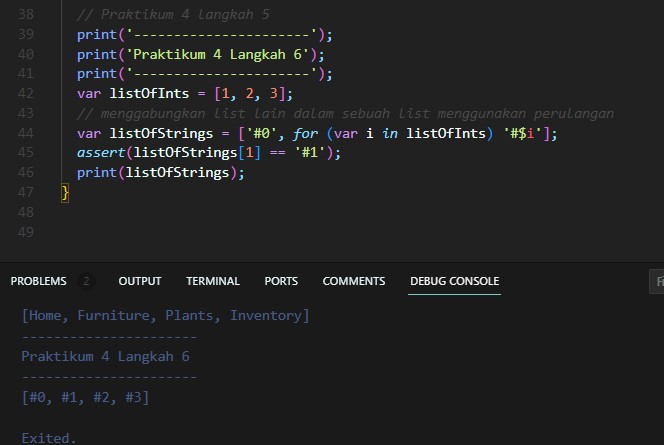 38 // Praktikum 4 langkah 5
39 print('----------------------');
40 print('Praktikum 4 Langkah 6');
41 print('----------------------');
42 var listOfInts = [1, 2, 3];
43 // menggabungkan list lain dalam sebuah list menggunakan perulangan
44 var listOfStrings = ['#0', for (var i in listOfInts) '#$i'];
45 assert(listOfStrings[1] == '#1');
46 print(listOfStrings);
47 }
48
49
PROBLEMS 2 OUTPUT TERMINAL PORTS COMMENTS DEBUG CONSOLE Fi
[Home, Furniture, Plants, Inventory]
----------------------
Praktikum 4 Langkah 6
----------------------
[#0, #1, #2, #3]
Exited.